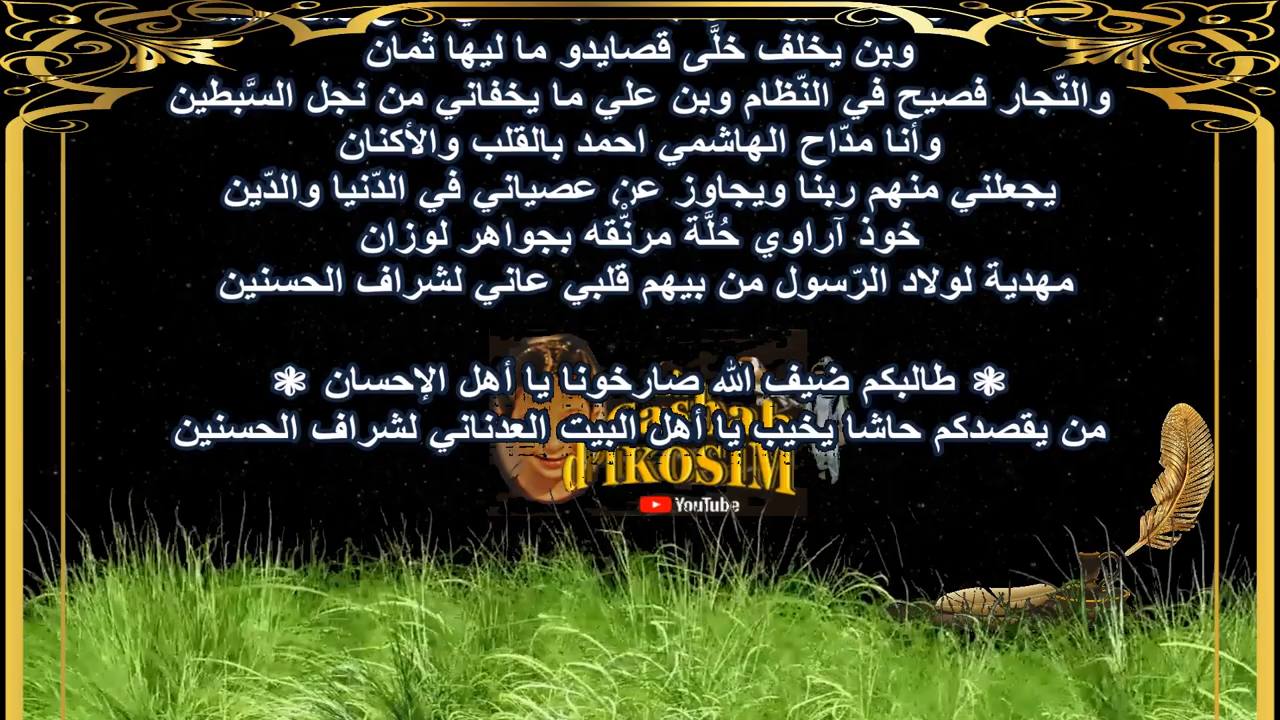 وبن يخلف خلَّى قصايدو ما ليها ثمان
والنّجار فصيح في النّظام وبن علي ما يخفاني من نجل السَّبطين
وأنا مدّاح الهاشمي احمد بالقلب والأكنان
يجعلني منهم ربنا ويجاوز عن عصياني في الدّنيا والدّين
خوذ آراوي حُلَّة مرنْقه بجواهر لوزان
مهدية لولاد الرّسول من بيهم قلبي عاني لشراف الحسنين
❃ طالبكم ضيف الله ضارخونا يا أهل الإحسان ❃
من يقصدكم حاشا يخيب يا أهل البيت العدناني لشراف الحسنين
dzIKOSIM
YouTube